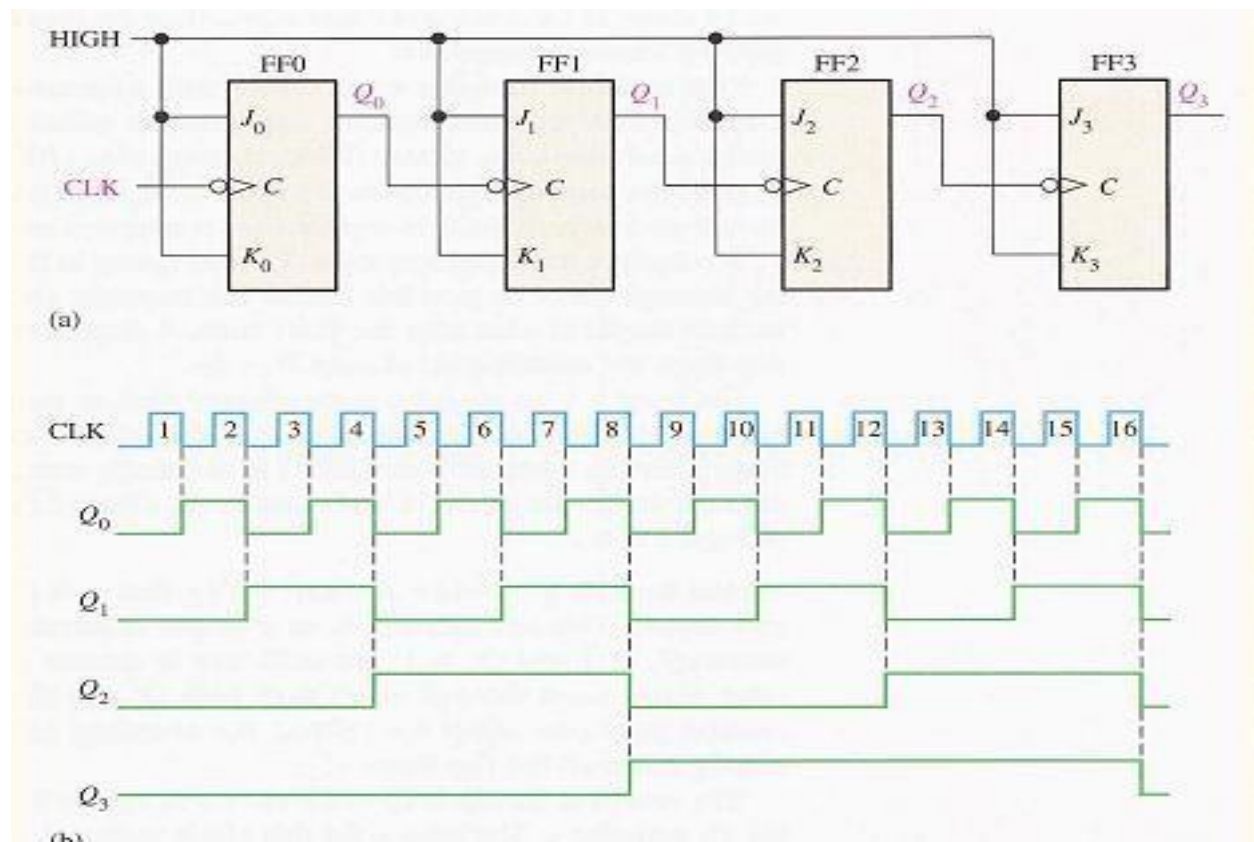 HIGH
FF0 FF1 FF2 FF3
Q0 Q1 Q2 Q3
J0 J1 J2 J3
CLK C C C C
K0 K1 K2 K3
(a)
CLK 1 2 3 4 5 6 7 8 9 10 11 12 13 14 15 16
Q0
Q1
Q2
Q3
(b)